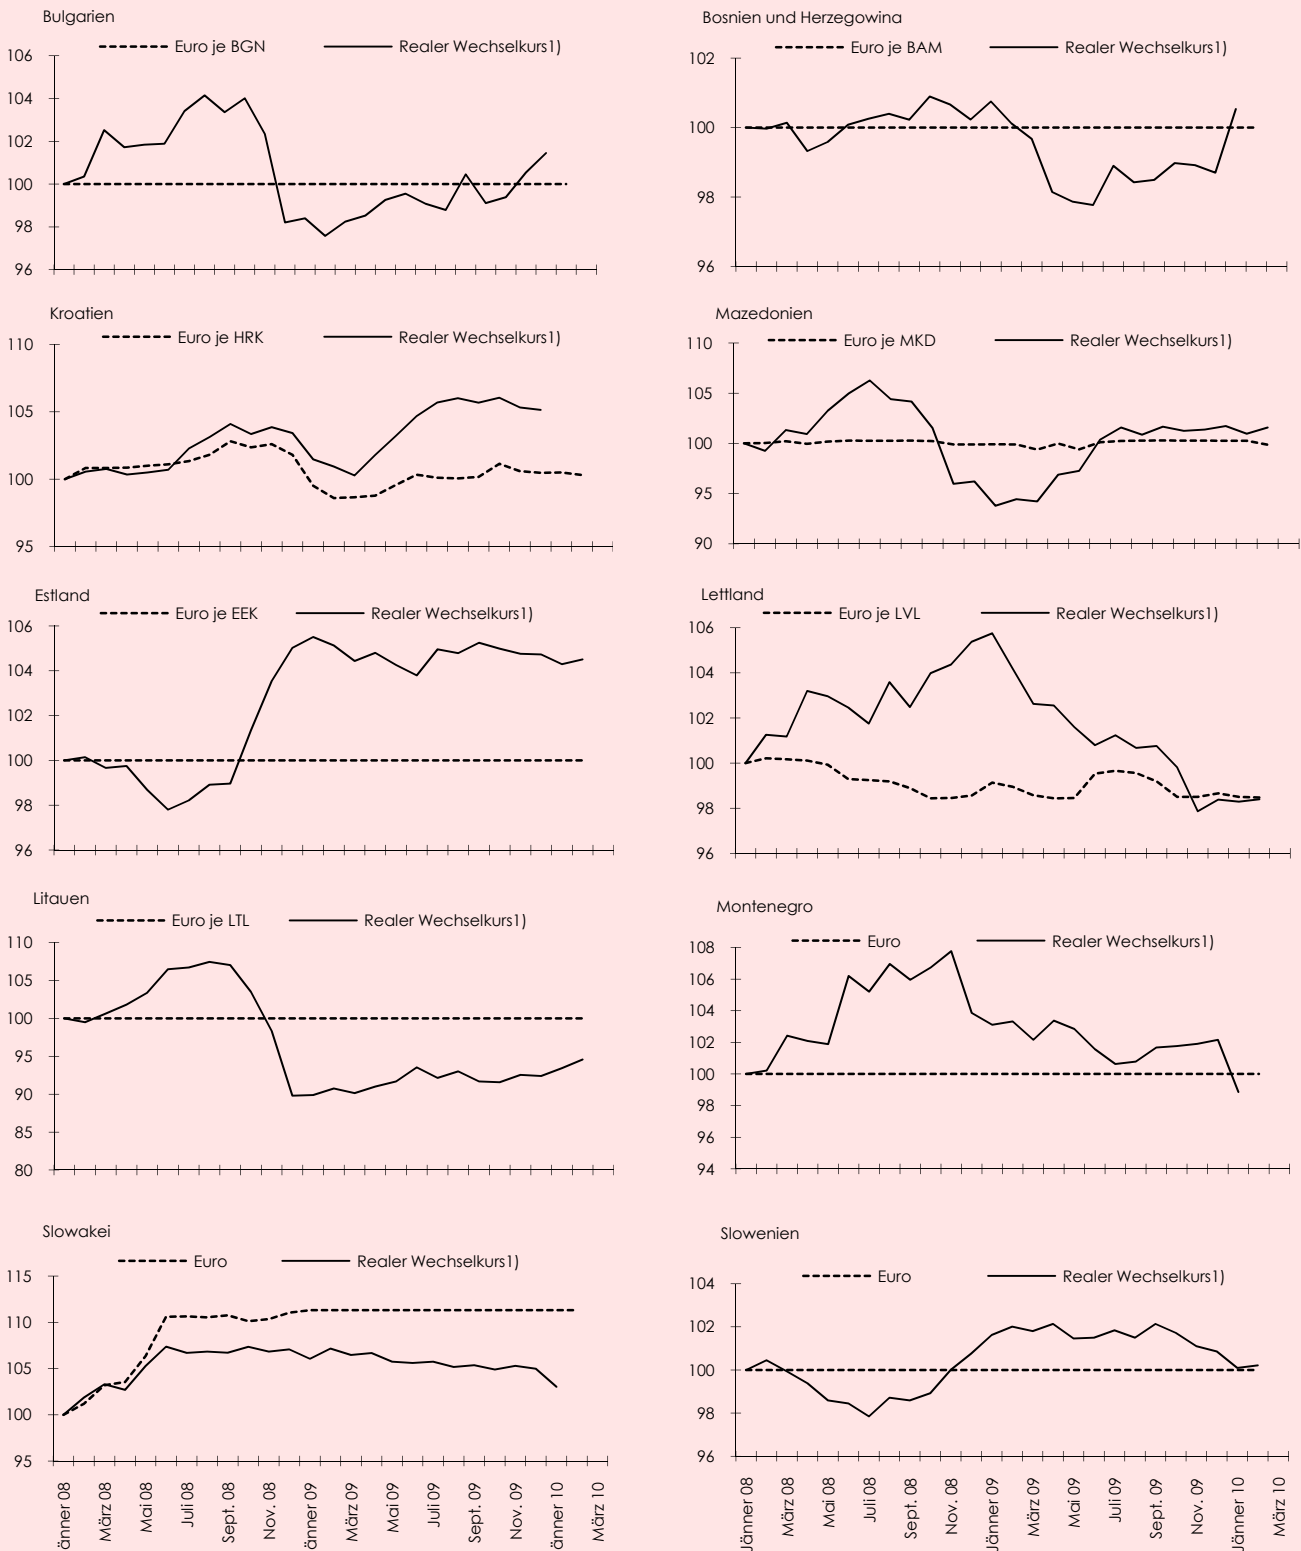 Bulgarien
Euro je BGN Realer Wechselkurs1)
106
104
102
100
98
96
Bosnien und Herzegowina
Euro je BAM Realer Wechselkurs1)
102
100
98
96
Kroatien
Euro je HRK Realer Wechselkurs1)
110
105
100
95
Mazedonien
Euro je MKD Realer Wechselkurs1)
110
105
100
95
90
Estland
Euro je EEK Realer Wechselkurs1)
106
104
102
100
98
96
Lettland
Euro je LVL Realer Wechselkurs1)
106
104
102
100
98
96
Litauen
Euro je LTL Realer Wechselkurs1)
110
105
100
95
90
85
80
Montenegro
Euro Realer Wechselkurs1)
108
106
104
102
100
98
96
94
Slowakei
Euro Realer Wechselkurs1)
115
110
105
100
95
änner 08
März 08
Mai 08
Juli 08
Sept. 08
Nov. 08
änner 09
März 09
Mai 09
Juli 09
Sept. 09
Nov. 09
änner 10
März 10
Slowenien
Euro Realer Wechselkurs1)
104
102
100
98
96
Jänner 08
März 08
Mai 08
Juli 08
Sept. 08
Nov. 08
Jänner 09
März 09
Mai 09
Juli 09
Sept. 09
Nov. 09
Jänner 10
März 10